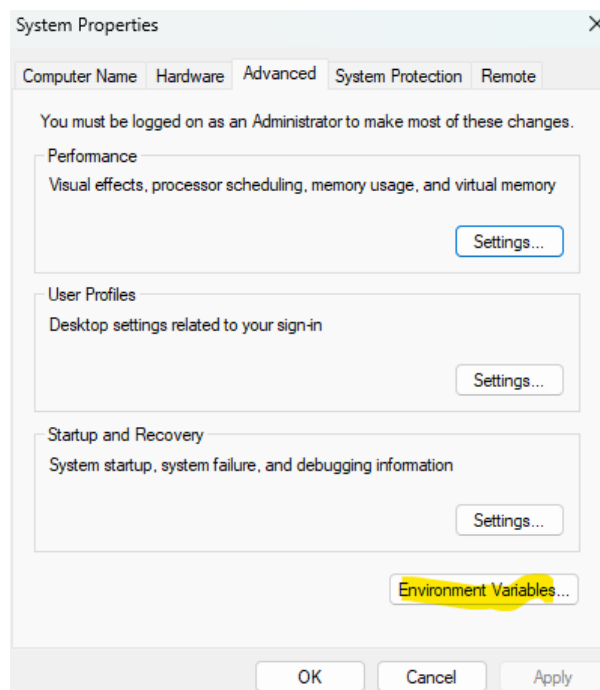 System Properties
Computer Name Hardware Advanced System Protection Remote
You must be logged on as an Administrator to make most of these changes.
Performance
Visual effects, processor scheduling, memory usage, and virtual memory
Settings...
User Profiles
Desktop settings related to your sign-in
Settings...
Startup and Recovery
System startup, system failure, and debugging information
Settings...
Environment Variables...
OK Cancel Apply